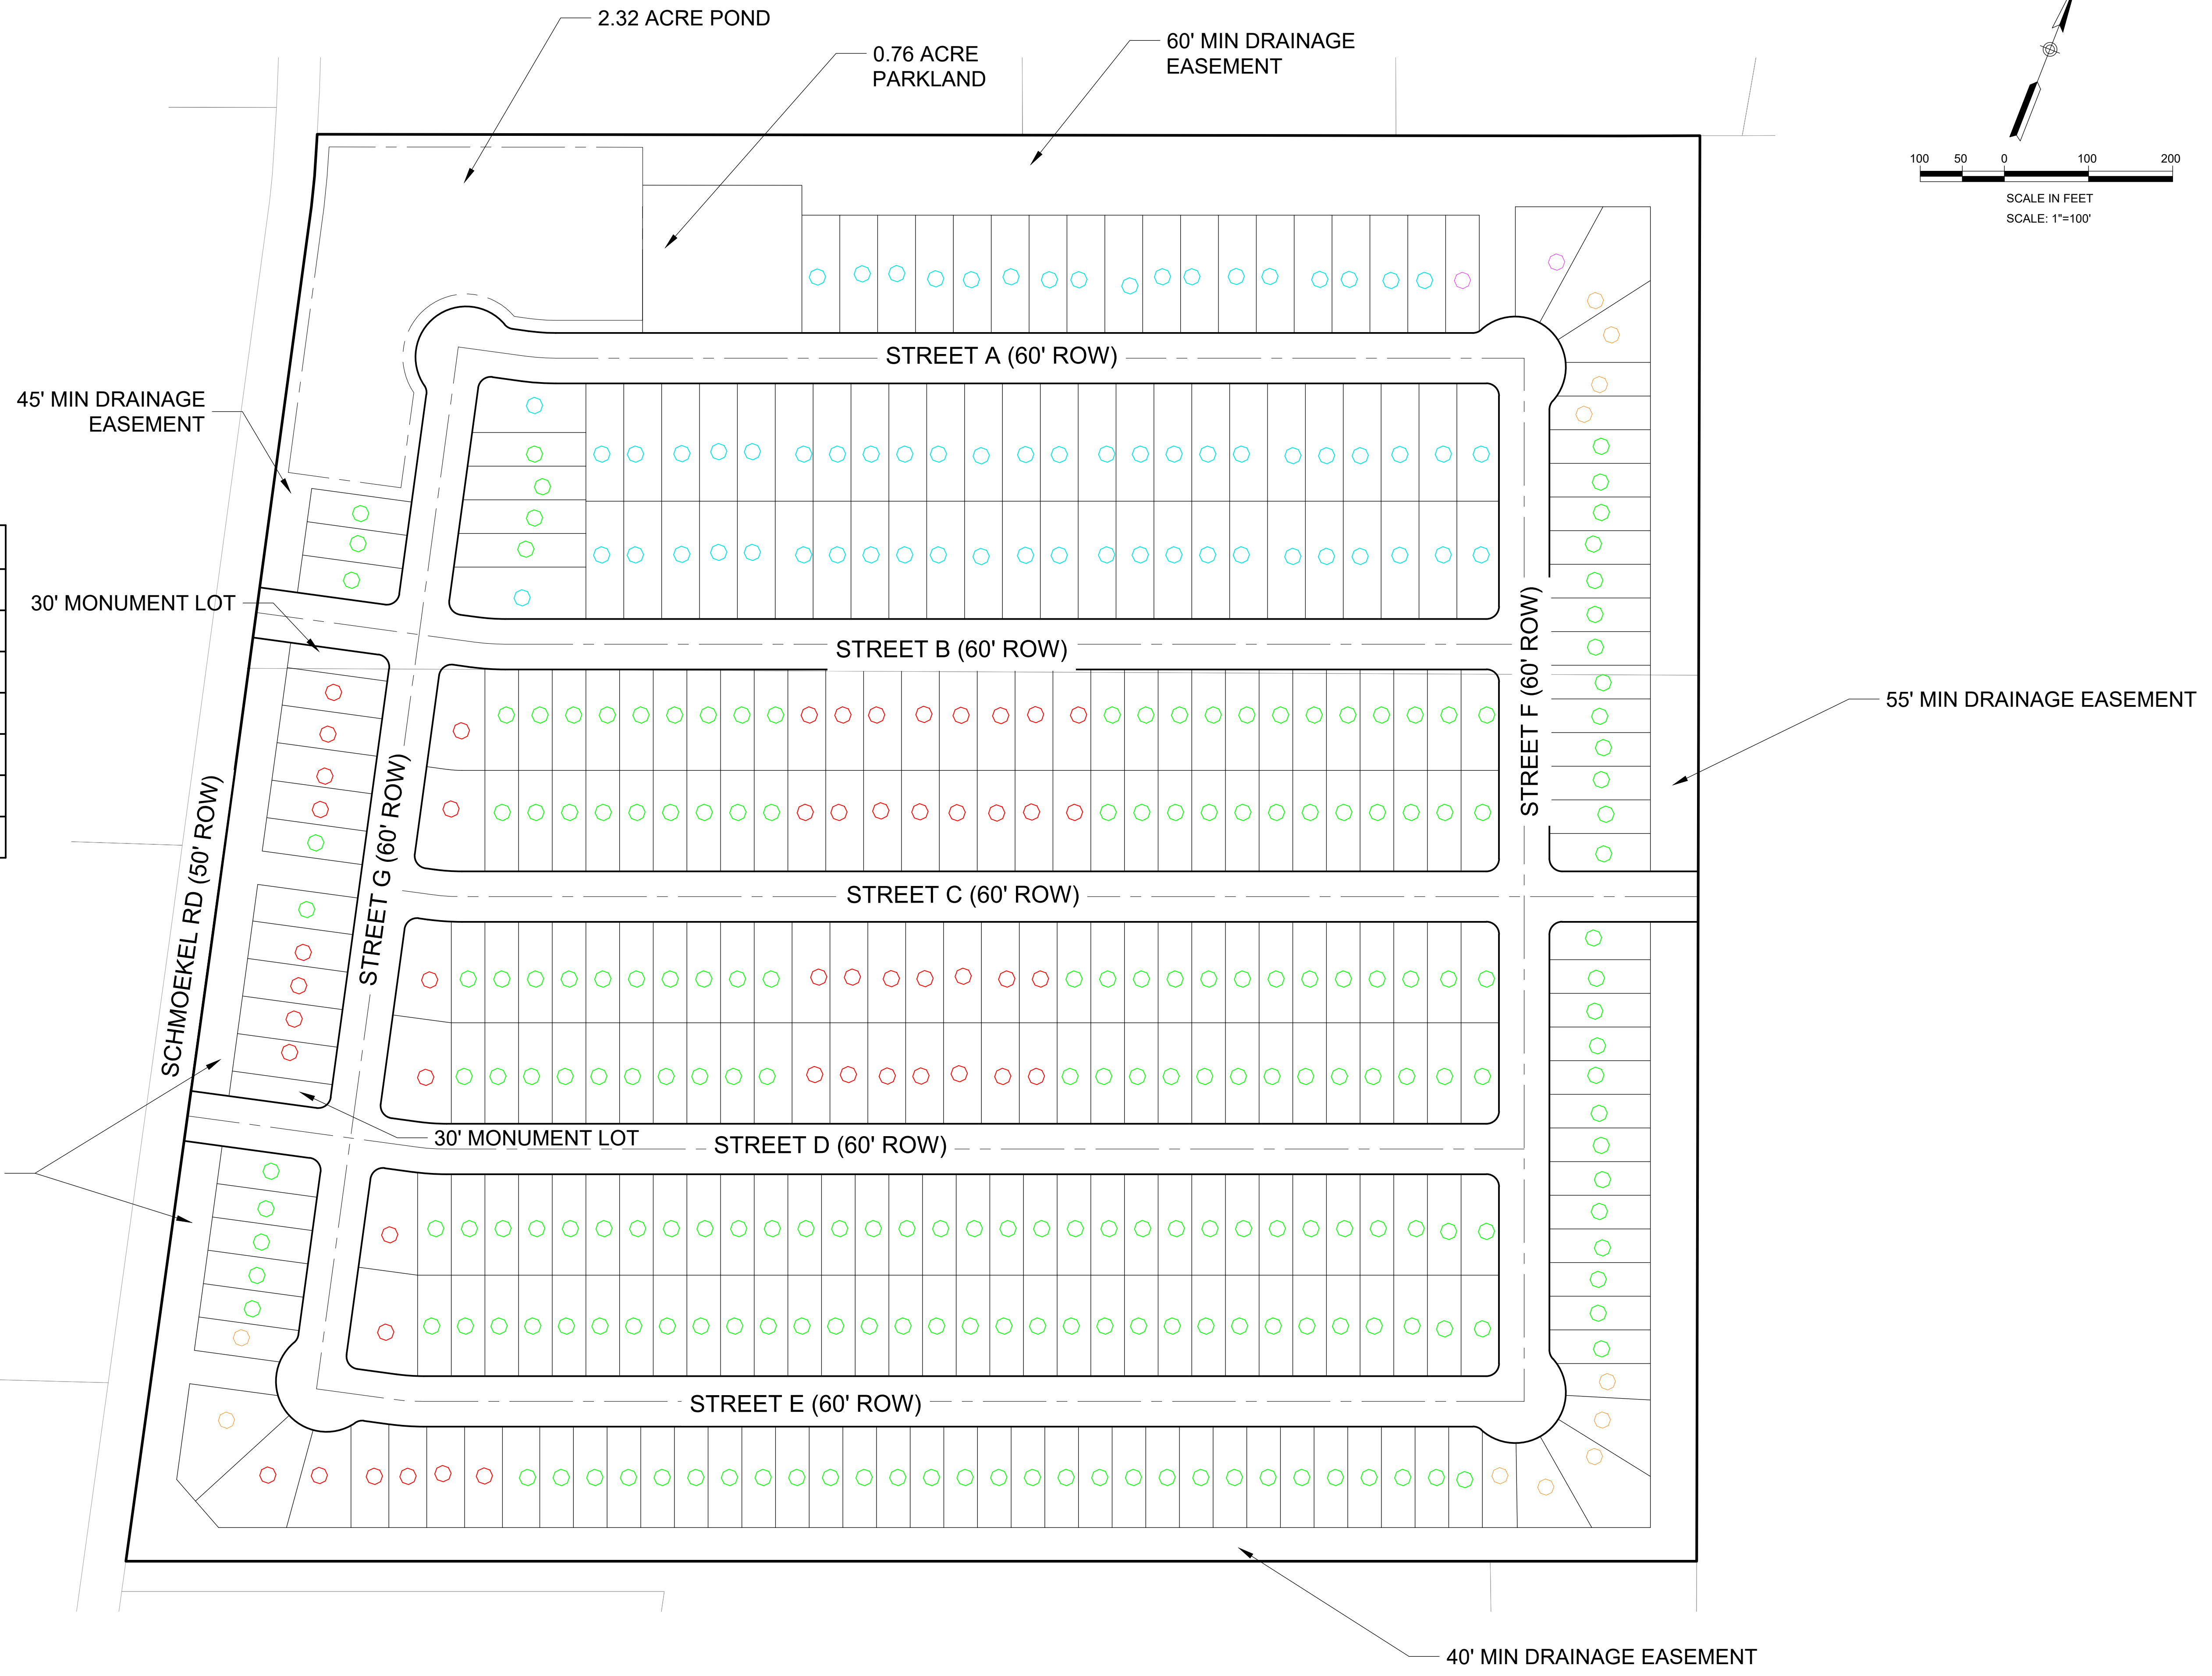 2.32 ACRE POND
0.76 ACRE
PARKLAND
60' MIN DRAINAGE
EASEMENT
100 50 0 100 200
SCALE IN FEET
SCALE: 1"=100'
STREET A (60' ROW)
45' MIN DRAINAGE
EASEMENT
30' MONUMENT LOT
STREET B (60' ROW)
STREET F (60' ROW)
55' MIN DRAINAGE EASEMENT
STREET G (60' ROW)
SCHMOEKEL RD (50' ROW)
STREET C (60' ROW)
30' MONUMENT LOT
STREET D (60' ROW)
STREET E (60' ROW)
40' MIN DRAINAGE EASEMENT